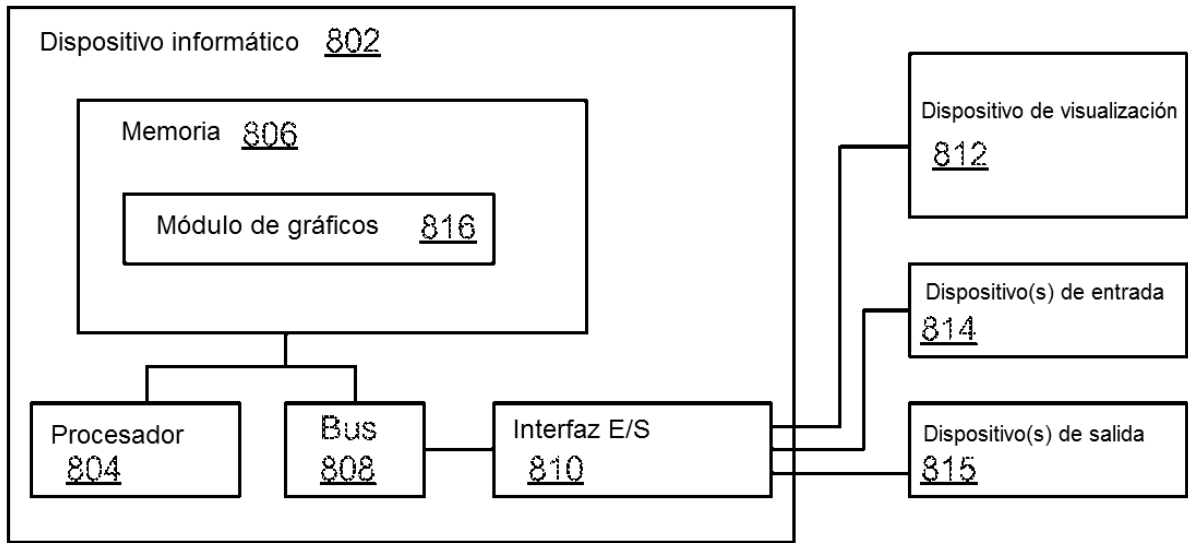 Dispositivo informático 802
Memoria 806
Módulo de gráficos 816
Procesador
804
Bus
808
Interfaz E/S
810
Dispositivo de visualización
812
Dispositivo(s) de entrada
814
Dispositivo(s) de salida
815